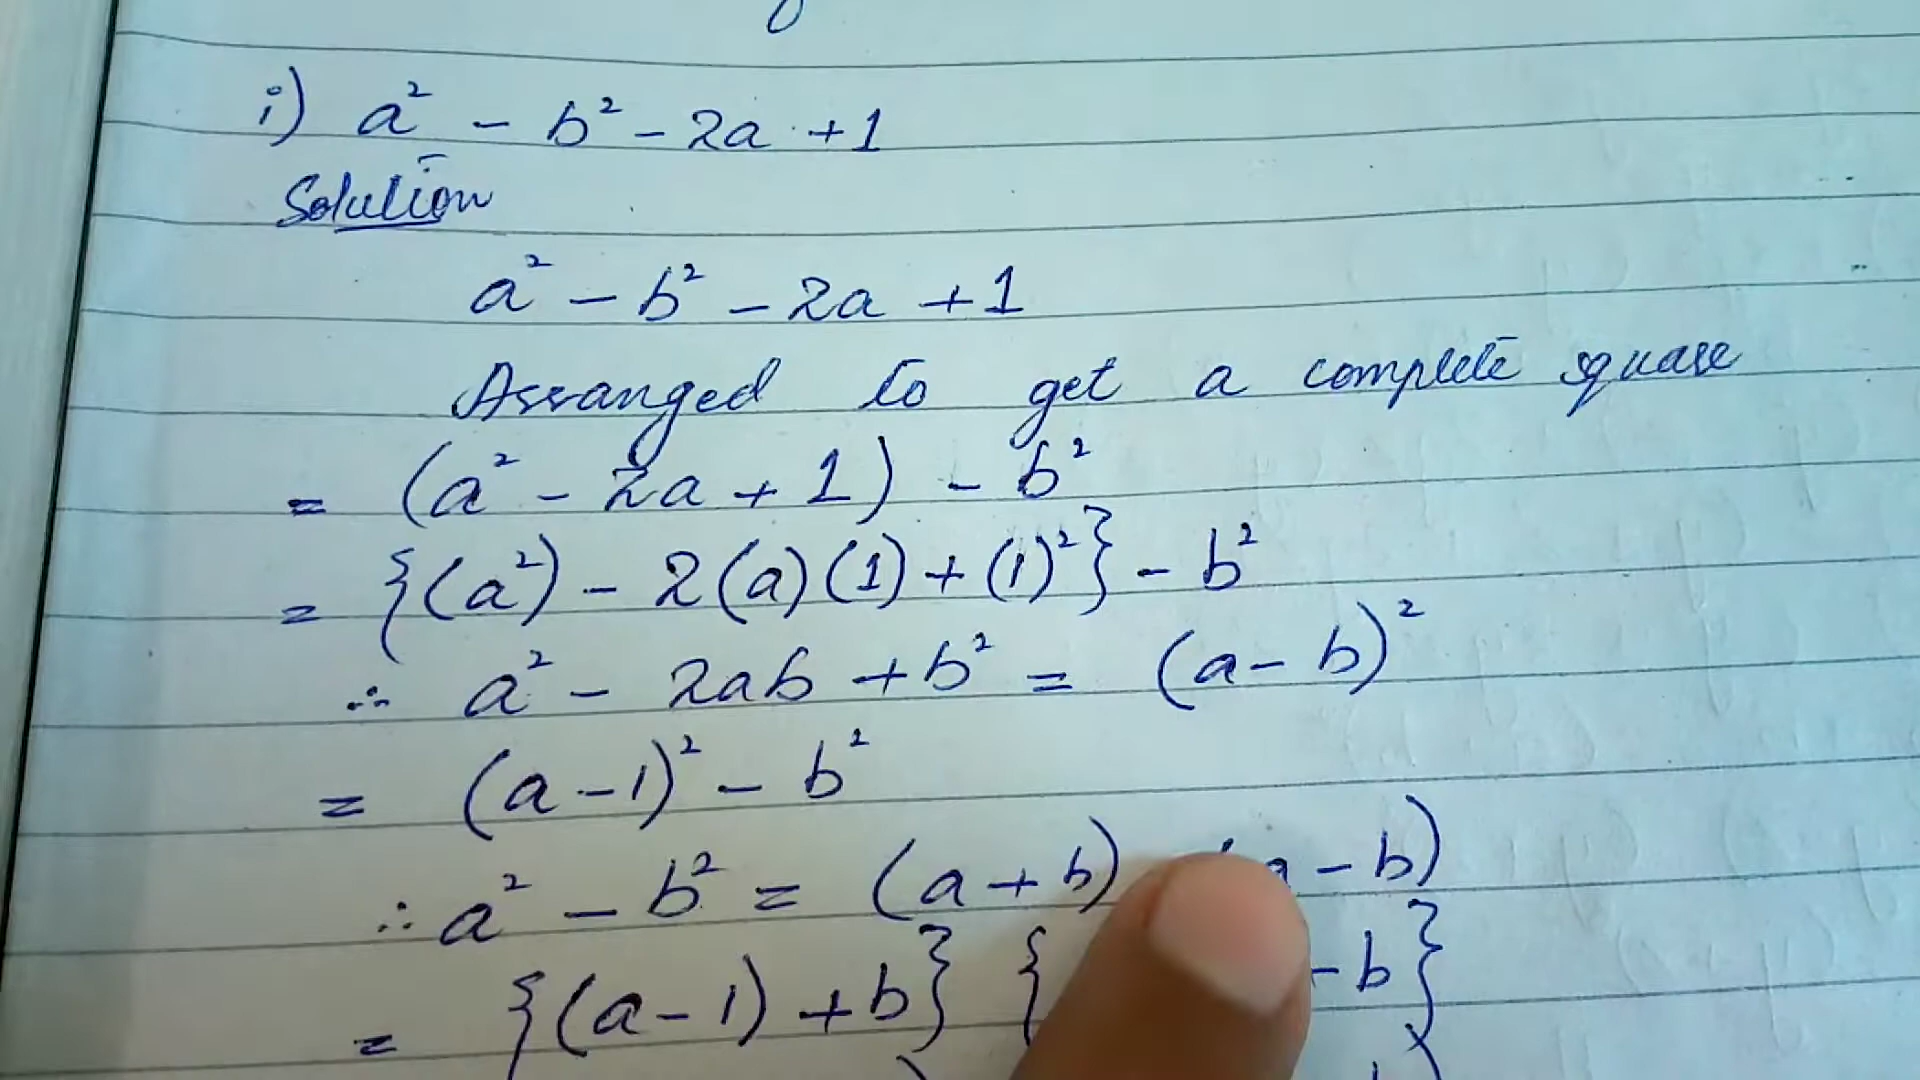 i) a² - b² - 2a + 1
Solution
a² - b² - 2a + 1
Arranged to get a complete square
= (a² - 2a + 1) - b²
= {(a²) - 2(a)(1) + (1)²} - b²
∴ a² - 2ab + b² = (a - b)²
= (a - 1)² - b²
∴ a² - b² = (a + b) (a - b)
= {(a - 1) + b} { - b}